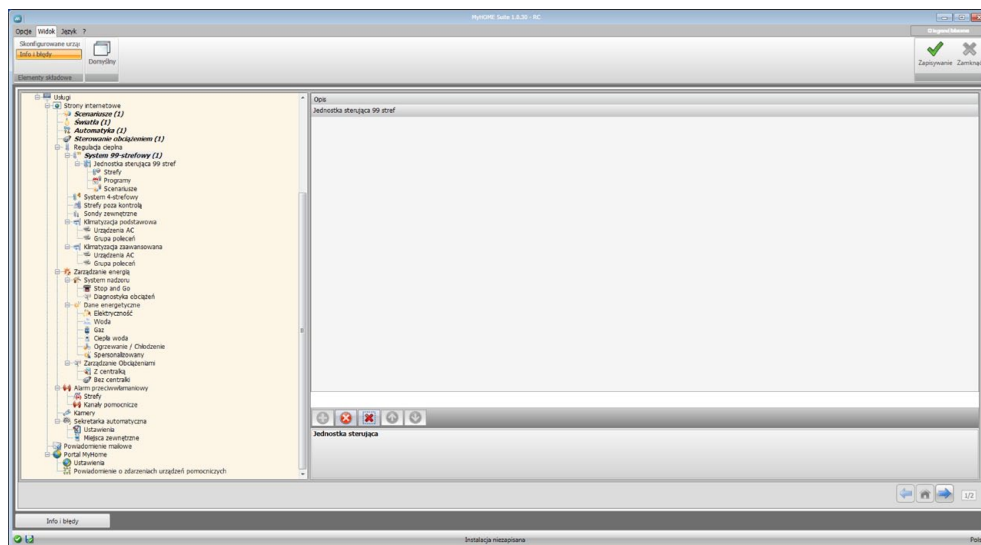 MyHOME Suite 1.0.30 - RC
Opcje Widok Język ?
Skonfigurowane urzą
Info i błędy
Domyślny
Zapisywanie Zamknąć
Elementy składowe
Usługi
Strony internetowe
Scenariusze (1)
Światła (1)
Automatyka (1)
Sterowanie obciążeniem (1)
Regulacja cieplna
System 99-strefowy (1)
Jednostka sterująca 99 stref
Strefy
Programy
Scenariusze
System 4-strefowy
Strefy poza kontrolą
Sondy zewnętrzne
Klimatyzacja podstawowa
Urządzenia AC
Grupa poleceń
Klimatyzacja zaawansowana
Urządzenia AC
Grupa poleceń
Zarządzanie energią
System nadzoru
Stop and Go
Diagnostyka obciążeń
Dane energetyczne
Elektryczność
Woda
Gaz
Ciepła woda
Ogrzewanie / Chłodzenie
Spersonalizowany
Zarządzanie Obciążeniami
Z centralką
Bez centralki
Alarm przeciwwłamaniowy
Strefy
Kanały pomocnicze
Kamery
Sekretarka automatyczna
Ustawienia
Miejsca zewnętrzne
Powiadomienie mailowe
Portal MyHome
Ustawienia
Powiadomienie o zdarzeniach urządzeń pomocniczych
Opis
Jednostka sterująca 99 stref
Jednostka sterująca
1/2
Info i błędy
Instalacja niezapisana